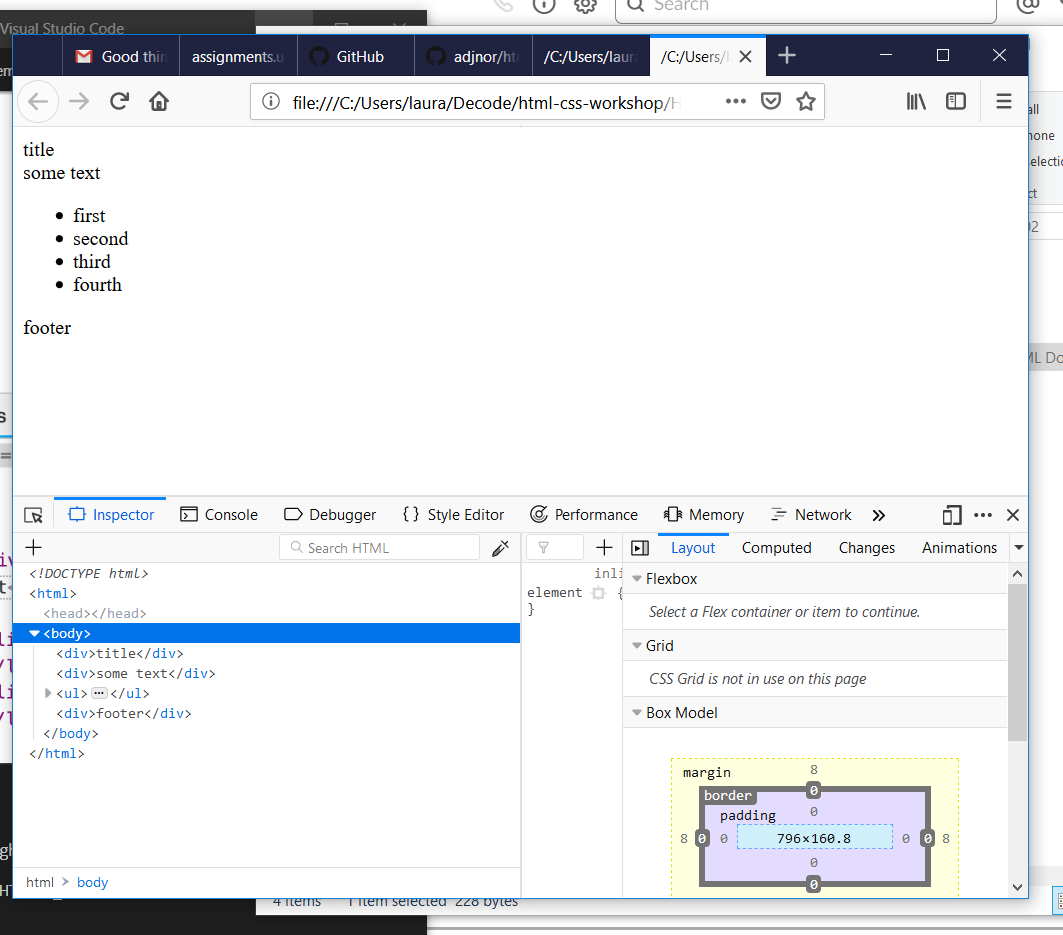 Visual Studio Code
Search
Good thin
assignments.u
GitHub
adjnor/ht
/C:/Users/laura
/C:/Users/l
file:///C:/Users/laura/Decode/html-css-workshop/H
title
some text
• first
• second
• third
• fourth
footer
Inspector
Console
Debugger
{ } Style Editor
Performance
Memory
Network
Search HTML
Layout
Computed
Changes
Animations
<!DOCTYPE html>
<html>
<head></head>
<body>
<div>title</div>
<div>some text</div>
<ul>…</ul>
<div>footer</div>
</body>
</html>
html > body
inli
element {
}
Flexbox
Select a Flex container or item to continue.
Grid
CSS Grid is not in use on this page
Box Model
margin
8
border
0
padding
0
8 0 0 796×160.8 0 0 8
0
0
4 items 1 item selected 228 bytes